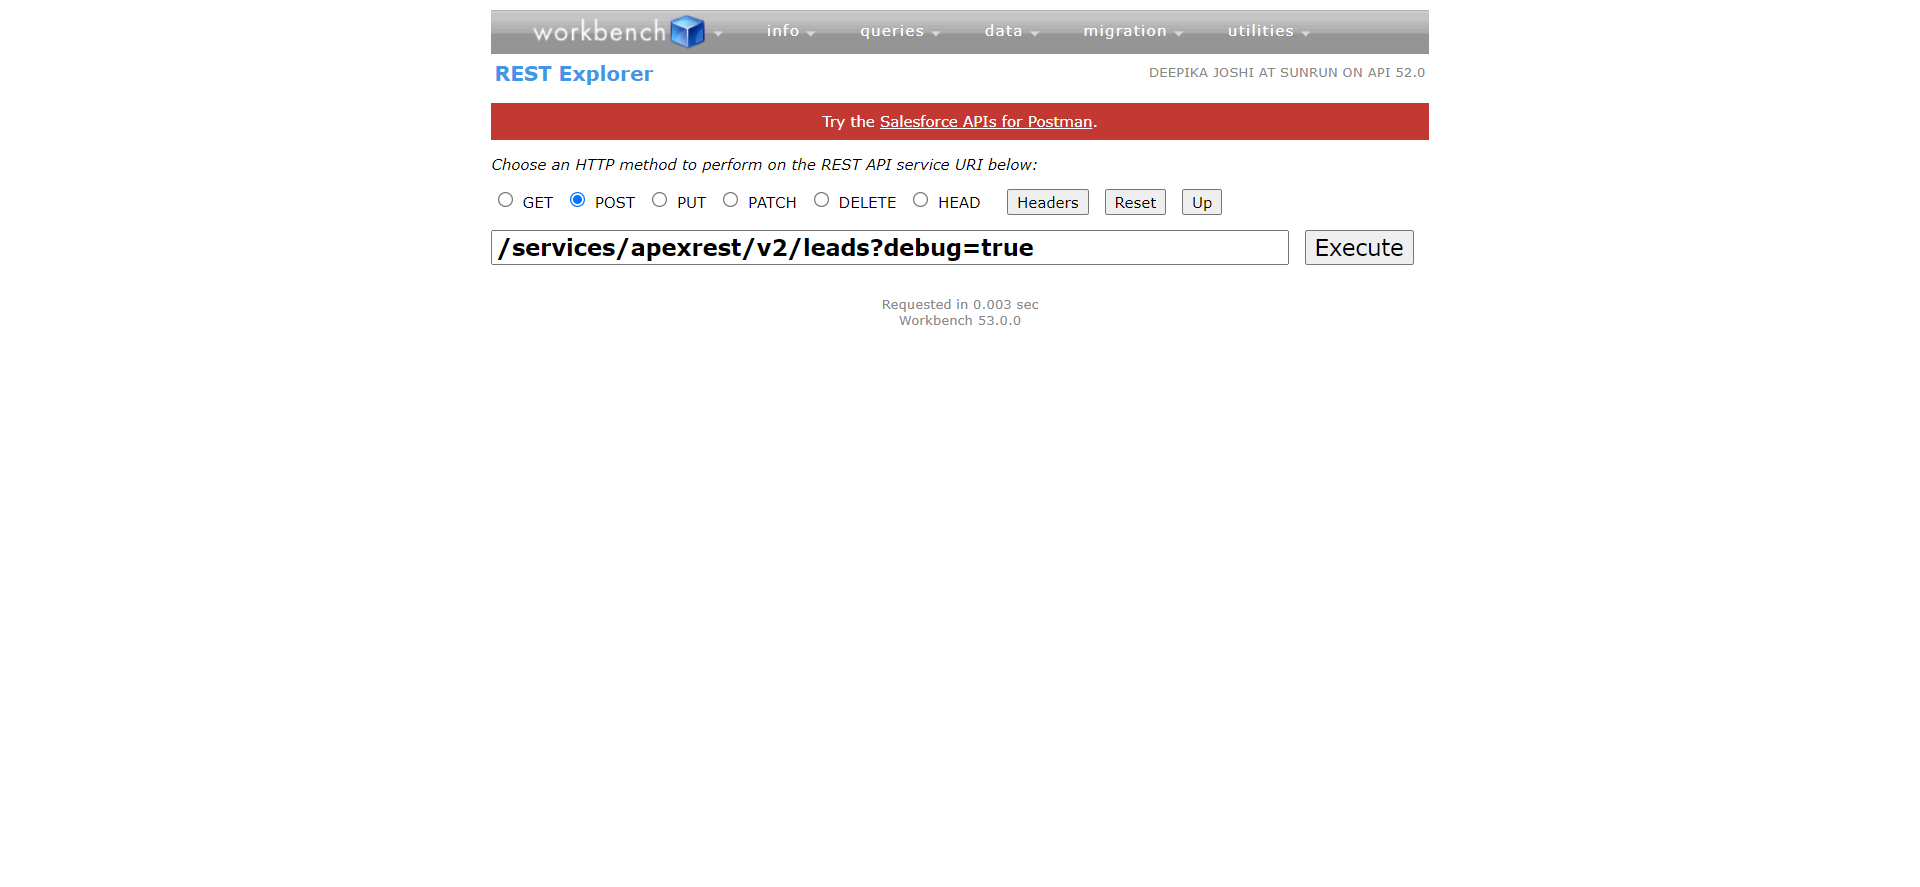 workbench info queries data migration utilities
REST Explorer DEEPIKA JOSHI AT SUNRUN ON API 52.0
Try the Salesforce APIs for Postman.
Choose an HTTP method to perform on the REST API service URI below:
GET POST PUT PATCH DELETE HEAD Headers Reset Up
/services/apexrest/v2/leads?debug=true Execute
Requested in 0.003 sec
Workbench 53.0.0